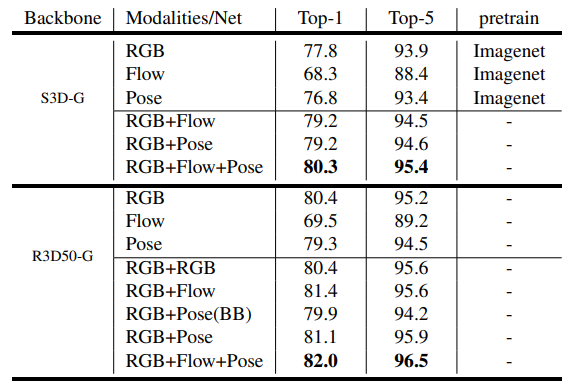 Backbone Modalities/Net Top-1 Top-5 pretrain
RGB 77.8 93.9 Imagenet
Flow 68.3 88.4 Imagenet
S3D-G Pose 76.8 93.4 Imagenet
RGB+Flow 79.2 94.5 -
RGB+Pose 79.2 94.6 -
RGB+Flow+Pose 80.3 95.4 -
RGB 80.4 95.2 -
Flow 69.5 89.2 -
Pose 79.3 94.5 -
R3D50-G RGB+RGB 80.4 95.6 -
RGB+Flow 81.4 95.6 -
RGB+Pose(BB) 79.9 94.2 -
RGB+Pose 81.1 95.9 -
RGB+Flow+Pose 82.0 96.5 -